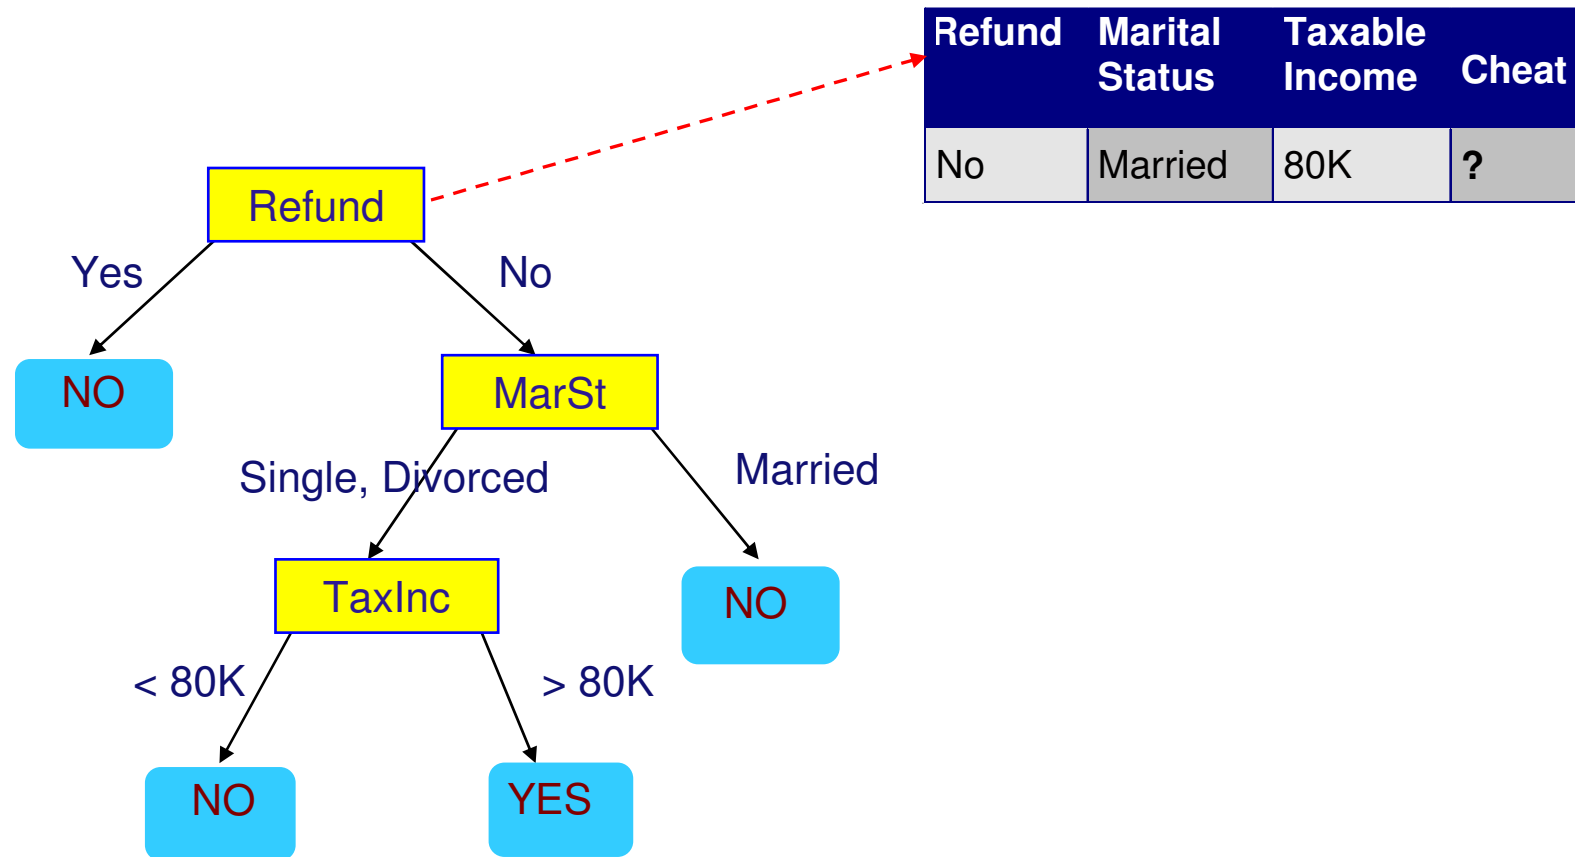 Refund Marital Status Taxable Income Cheat
No Married 80K ?
Refund
Yes No
NO
MarSt
Single, Divorced Married
TaxInc
NO
< 80K > 80K
NO YES